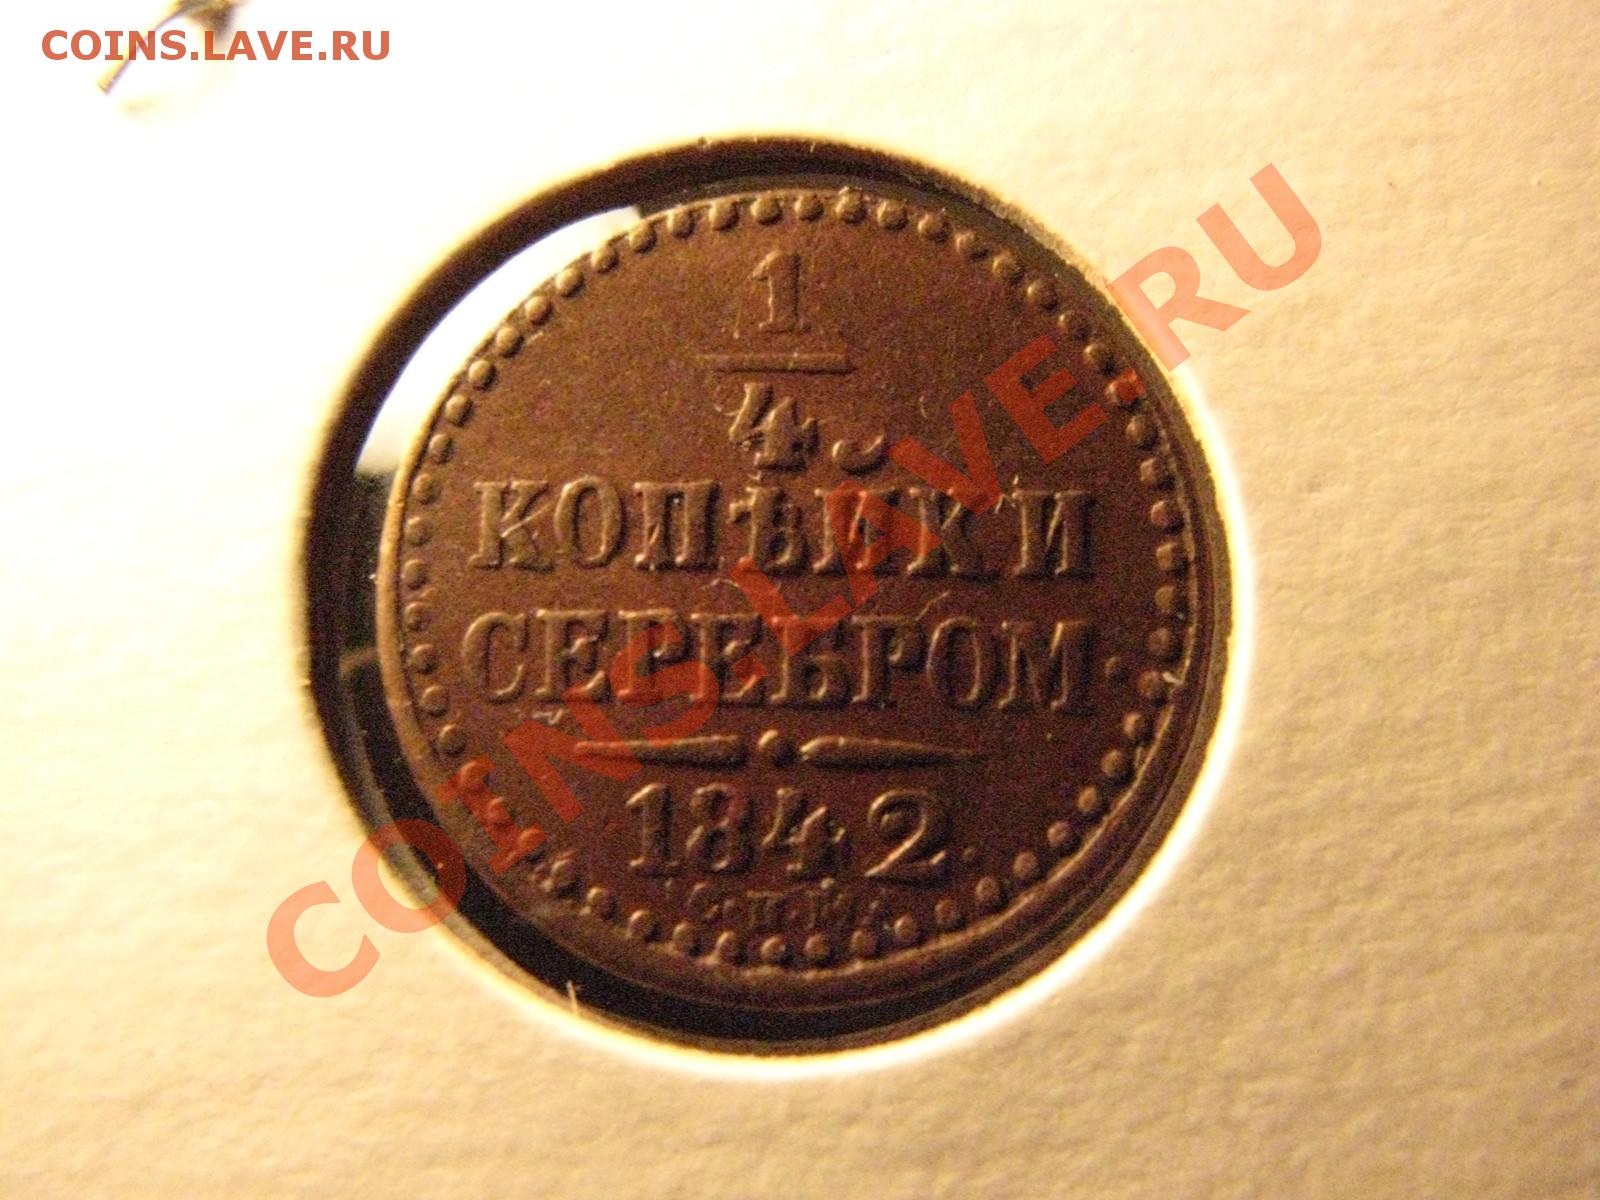 COINS.LAVE.RU
1
4
КОПѢЙКИ
СЕРЕБРОМ.
1842.
С.П.М.
COINS.LAVE.RU